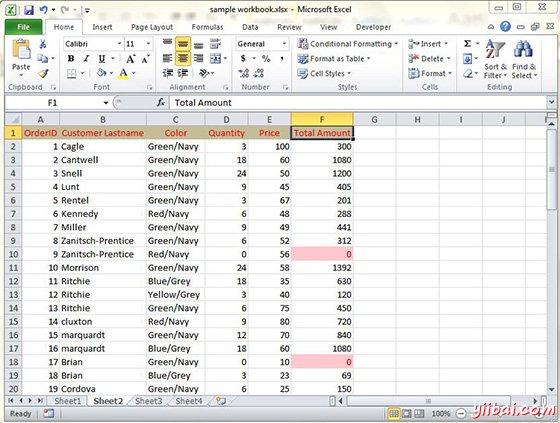 sample workbook.xlsx - Microsoft Excel
File Home Insert Page Layout Formulas Data Review View Developer
Paste Calibri 11 General Conditional Formatting Insert
B I U $ % , Format as Table Delete Sort & Find &
Cell Styles Format Filter Select
Clipboard Font Alignment Number Styles Cells Editing
F1 fx Total Amount
A B C D E F G H I J K
1 OrderID Customer Lastname Color Quantity Price Total Amount
2 1 Cagle Green/Navy 3 100 300
3 2 Cantwell Green/Navy 18 60 1080
4 3 Snell Green/Navy 24 50 1200
5 4 Lunt Green/Navy 9 45 405
6 5 Rentel Green/Navy 3 67 201
7 6 Kennedy Red/Navy 6 48 288
8 7 Miller Green/Navy 9 49 441
9 8 Zanitsch-Prentice Green/Navy 6 52 312
10 9 Zanitsch-Prentice Red/Navy 0 56 0
11 10 Morrison Green/Navy 24 58 1392
12 11 Ritchie Blue/Grey 18 35 630
13 12 Ritchie Yellow/Grey 3 40 120
14 13 Ritchie Green/Navy 6 75 450
15 14 cluxton Red/Navy 9 80 720
16 15 marquardt Green/Navy 12 70 840
17 16 marquardt Blue/Grey 18 60 1080
18 17 Brian Green/Navy 0 10 0
19 18 Brian Blue/Grey 3 23 69
20 19 Cordova Green/Navy 6 25 150
Sheet1 Sheet2 Sheet3 Sheet4
Ready 100%
yiibai.com